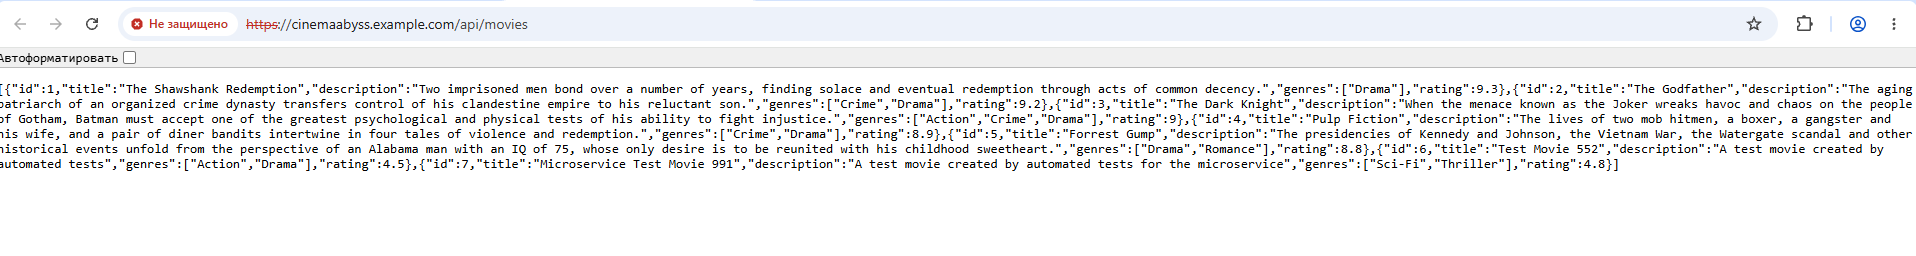 Не защищено https://cinemaabyss.example.com/api/movies
Автоформатировать
[{"id":1,"title":"The Shawshank Redemption","description":"Two imprisoned men bond over a number of years, finding solace and eventual redemption through acts of common decency.","genres":["Drama"],"rating":9.3},{"id":2,"title":"The Godfather","description":"The aging
patriarch of an organized crime dynasty transfers control of his clandestine empire to his reluctant son.","genres":["Crime","Drama"],"rating":9.2},{"id":3,"title":"The Dark Knight","description":"When the menace known as the Joker wreaks havoc and chaos on the people
of Gotham, Batman must accept one of the greatest psychological and physical tests of his ability to fight injustice.","genres":["Action","Crime","Drama"],"rating":9},{"id":4,"title":"Pulp Fiction","description":"The lives of two mob hitmen, a boxer, a gangster and
his wife, and a pair of diner bandits intertwine in four tales of violence and redemption.","genres":["Crime","Drama"],"rating":8.9},{"id":5,"title":"Forrest Gump","description":"The presidencies of Kennedy and Johnson, the Vietnam War, the Watergate scandal and other
historical events unfold from the perspective of an Alabama man with an IQ of 75, whose only desire is to be reunited with his childhood sweetheart.","genres":["Drama","Romance"],"rating":8.8},{"id":6,"title":"Test Movie 552","description":"A test movie created by
automated tests","genres":["Action","Drama"],"rating":4.5},{"id":7,"title":"Microservice Test Movie 991","description":"A test movie created by automated tests for the microservice","genres":["Sci-Fi","Thriller"],"rating":4.8}]